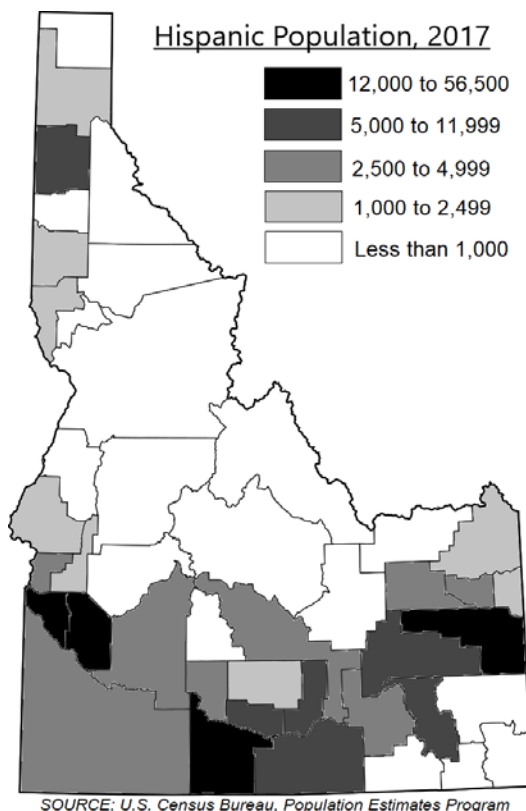 Hispanic Population, 2017
12,000 to 56,500
5,000 to 11,999
2,500 to 4,999
1,000 to 2,499
Less than 1,000
SOURCE: U.S. Census Bureau, Population Estimates Program